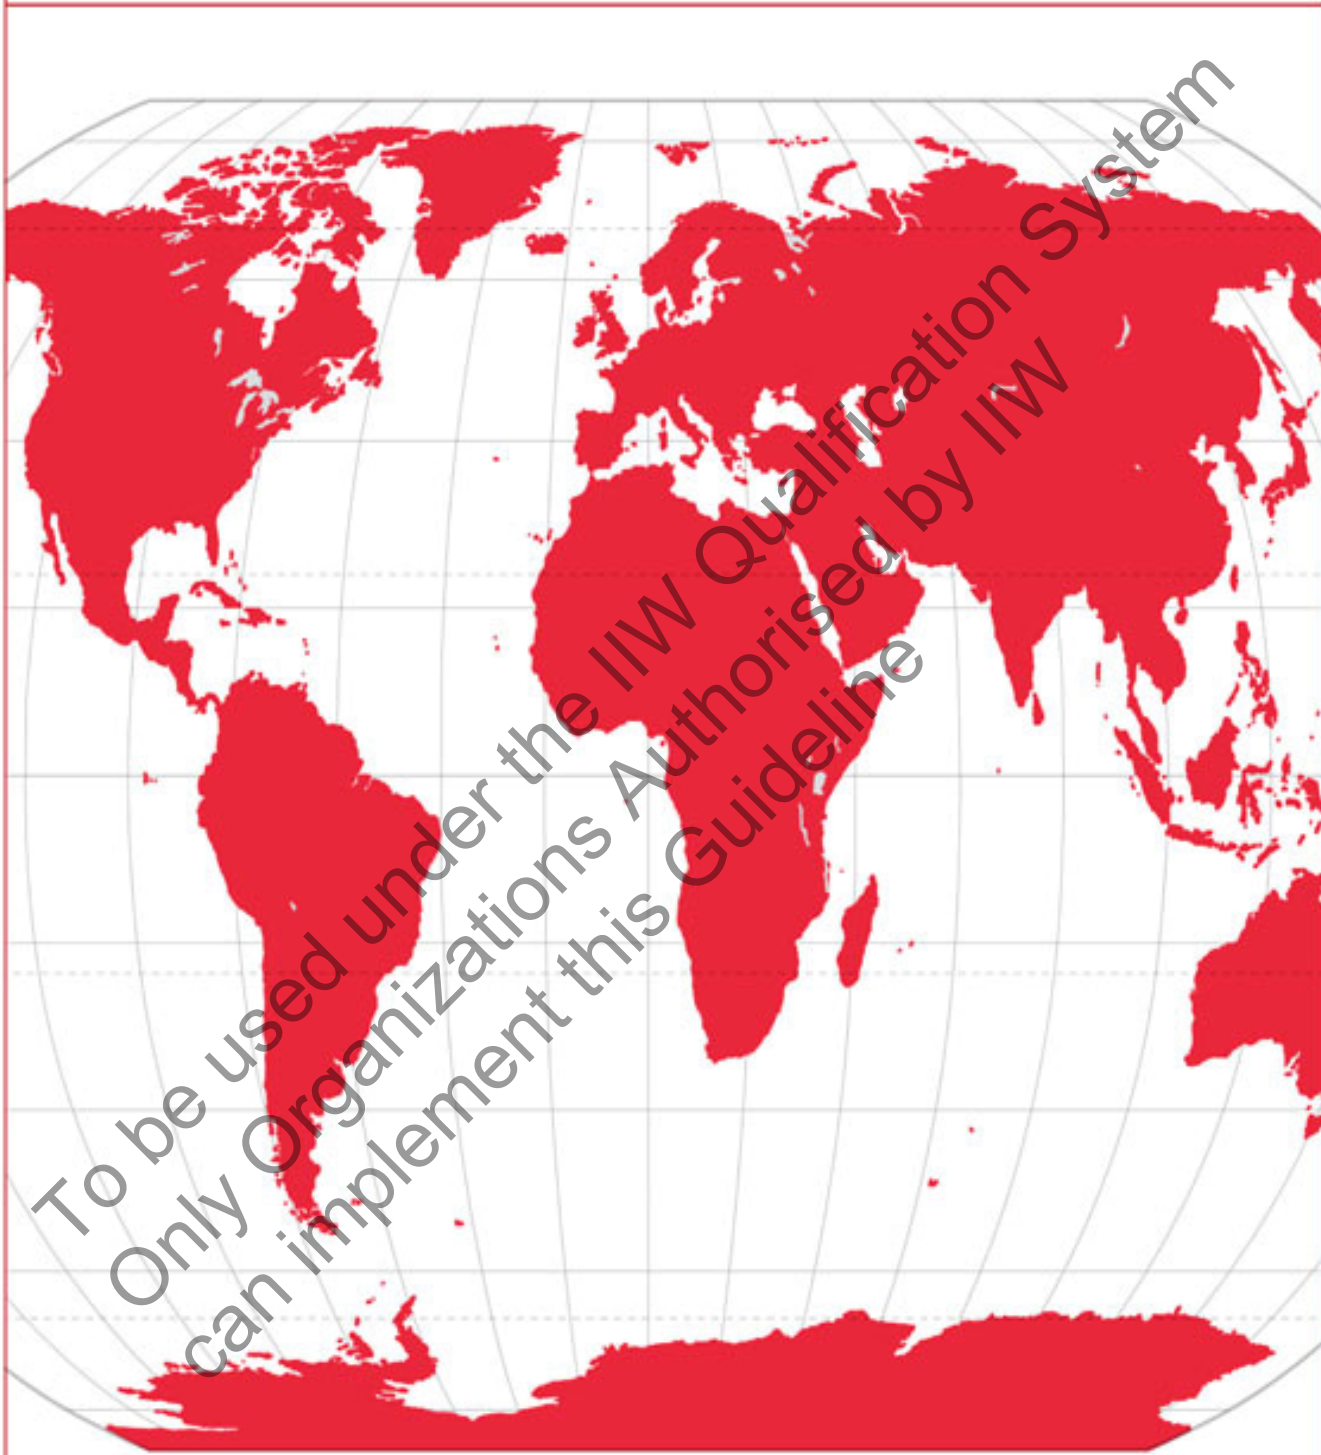 To be used under the IIW Qualification System
Only Organizations Authorised by IIW
can implement this Guideline